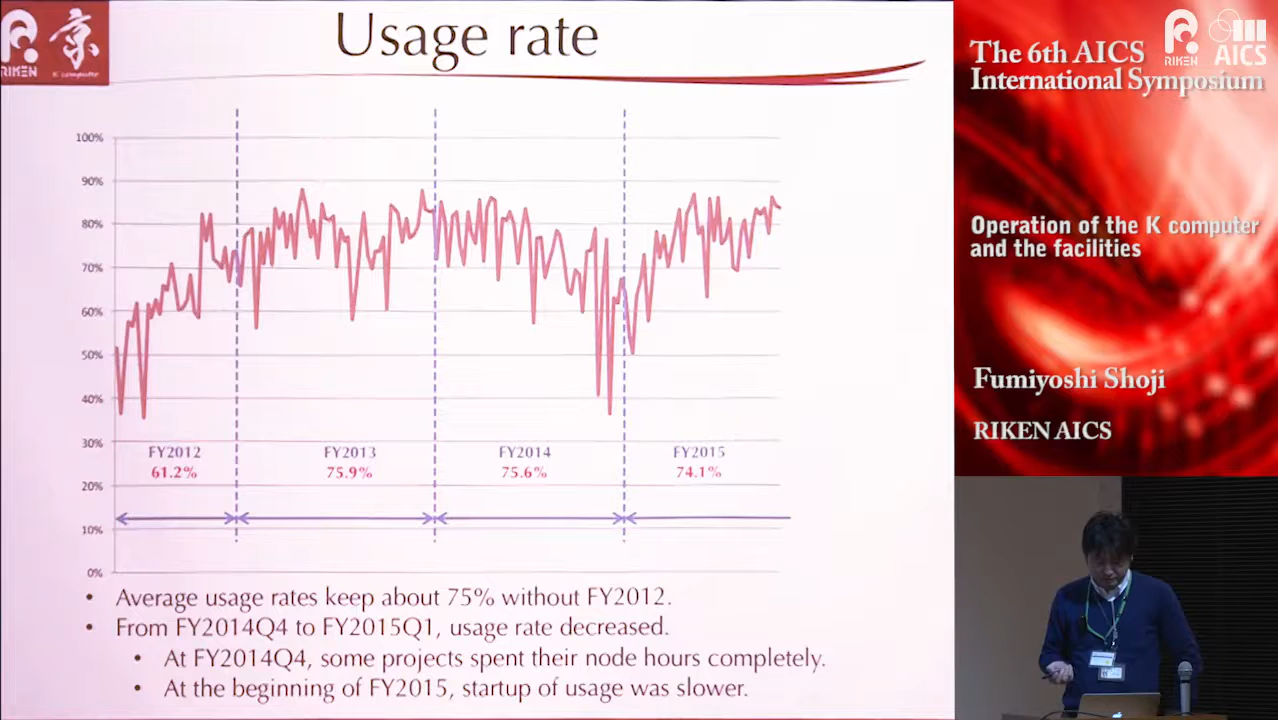 RIKEN
京
K computer
Usage rate
100%
90%
80%
70%
60%
50%
40%
30%
20%
10%
0%
FY2012
61.2%
FY2013
75.9%
FY2014
75.6%
FY2015
74.1%
• Average usage rates keep about 75% without FY2012.
• From FY2014Q4 to FY2015Q1, usage rate decreased.
• At FY2014Q4, some projects spent their node hours completely.
• At the beginning of FY2015, startup of usage was slower.
The 6th AICS
International Symposium
RIKEN
AICS
Operation of the K computer
and the facilities
Fumiyoshi Shoji
RIKEN AICS